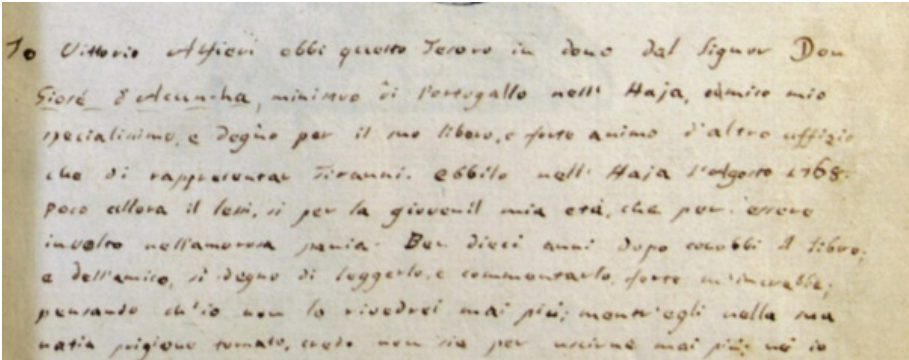 Io Vittorio Alfieri ebbi questo Tesoro in dono dal Signor Don
Giosé d'Acuncha, ministro di Portogallo nell' Haja, amico mio
specialissimo, e degno per il suo libero, e forte animo d'altro uffizio
che di rappresentar Tiranni. ebbilo nell' Haja l'Agosto 1768.
poco allora il lessi, sì per la giovenil mia età, che per essere
involto nell'amorosa pania. Ben dieci anni dopo conobbi il libro;
e dell'amico, sì degno di leggerlo, e commentarlo, forte m'increbbe;
pensando ch'io non lo rivedrei mai più; mentr'egli nella sua
natia prigione tornato, credo non sia per uscirne mai più; nè io